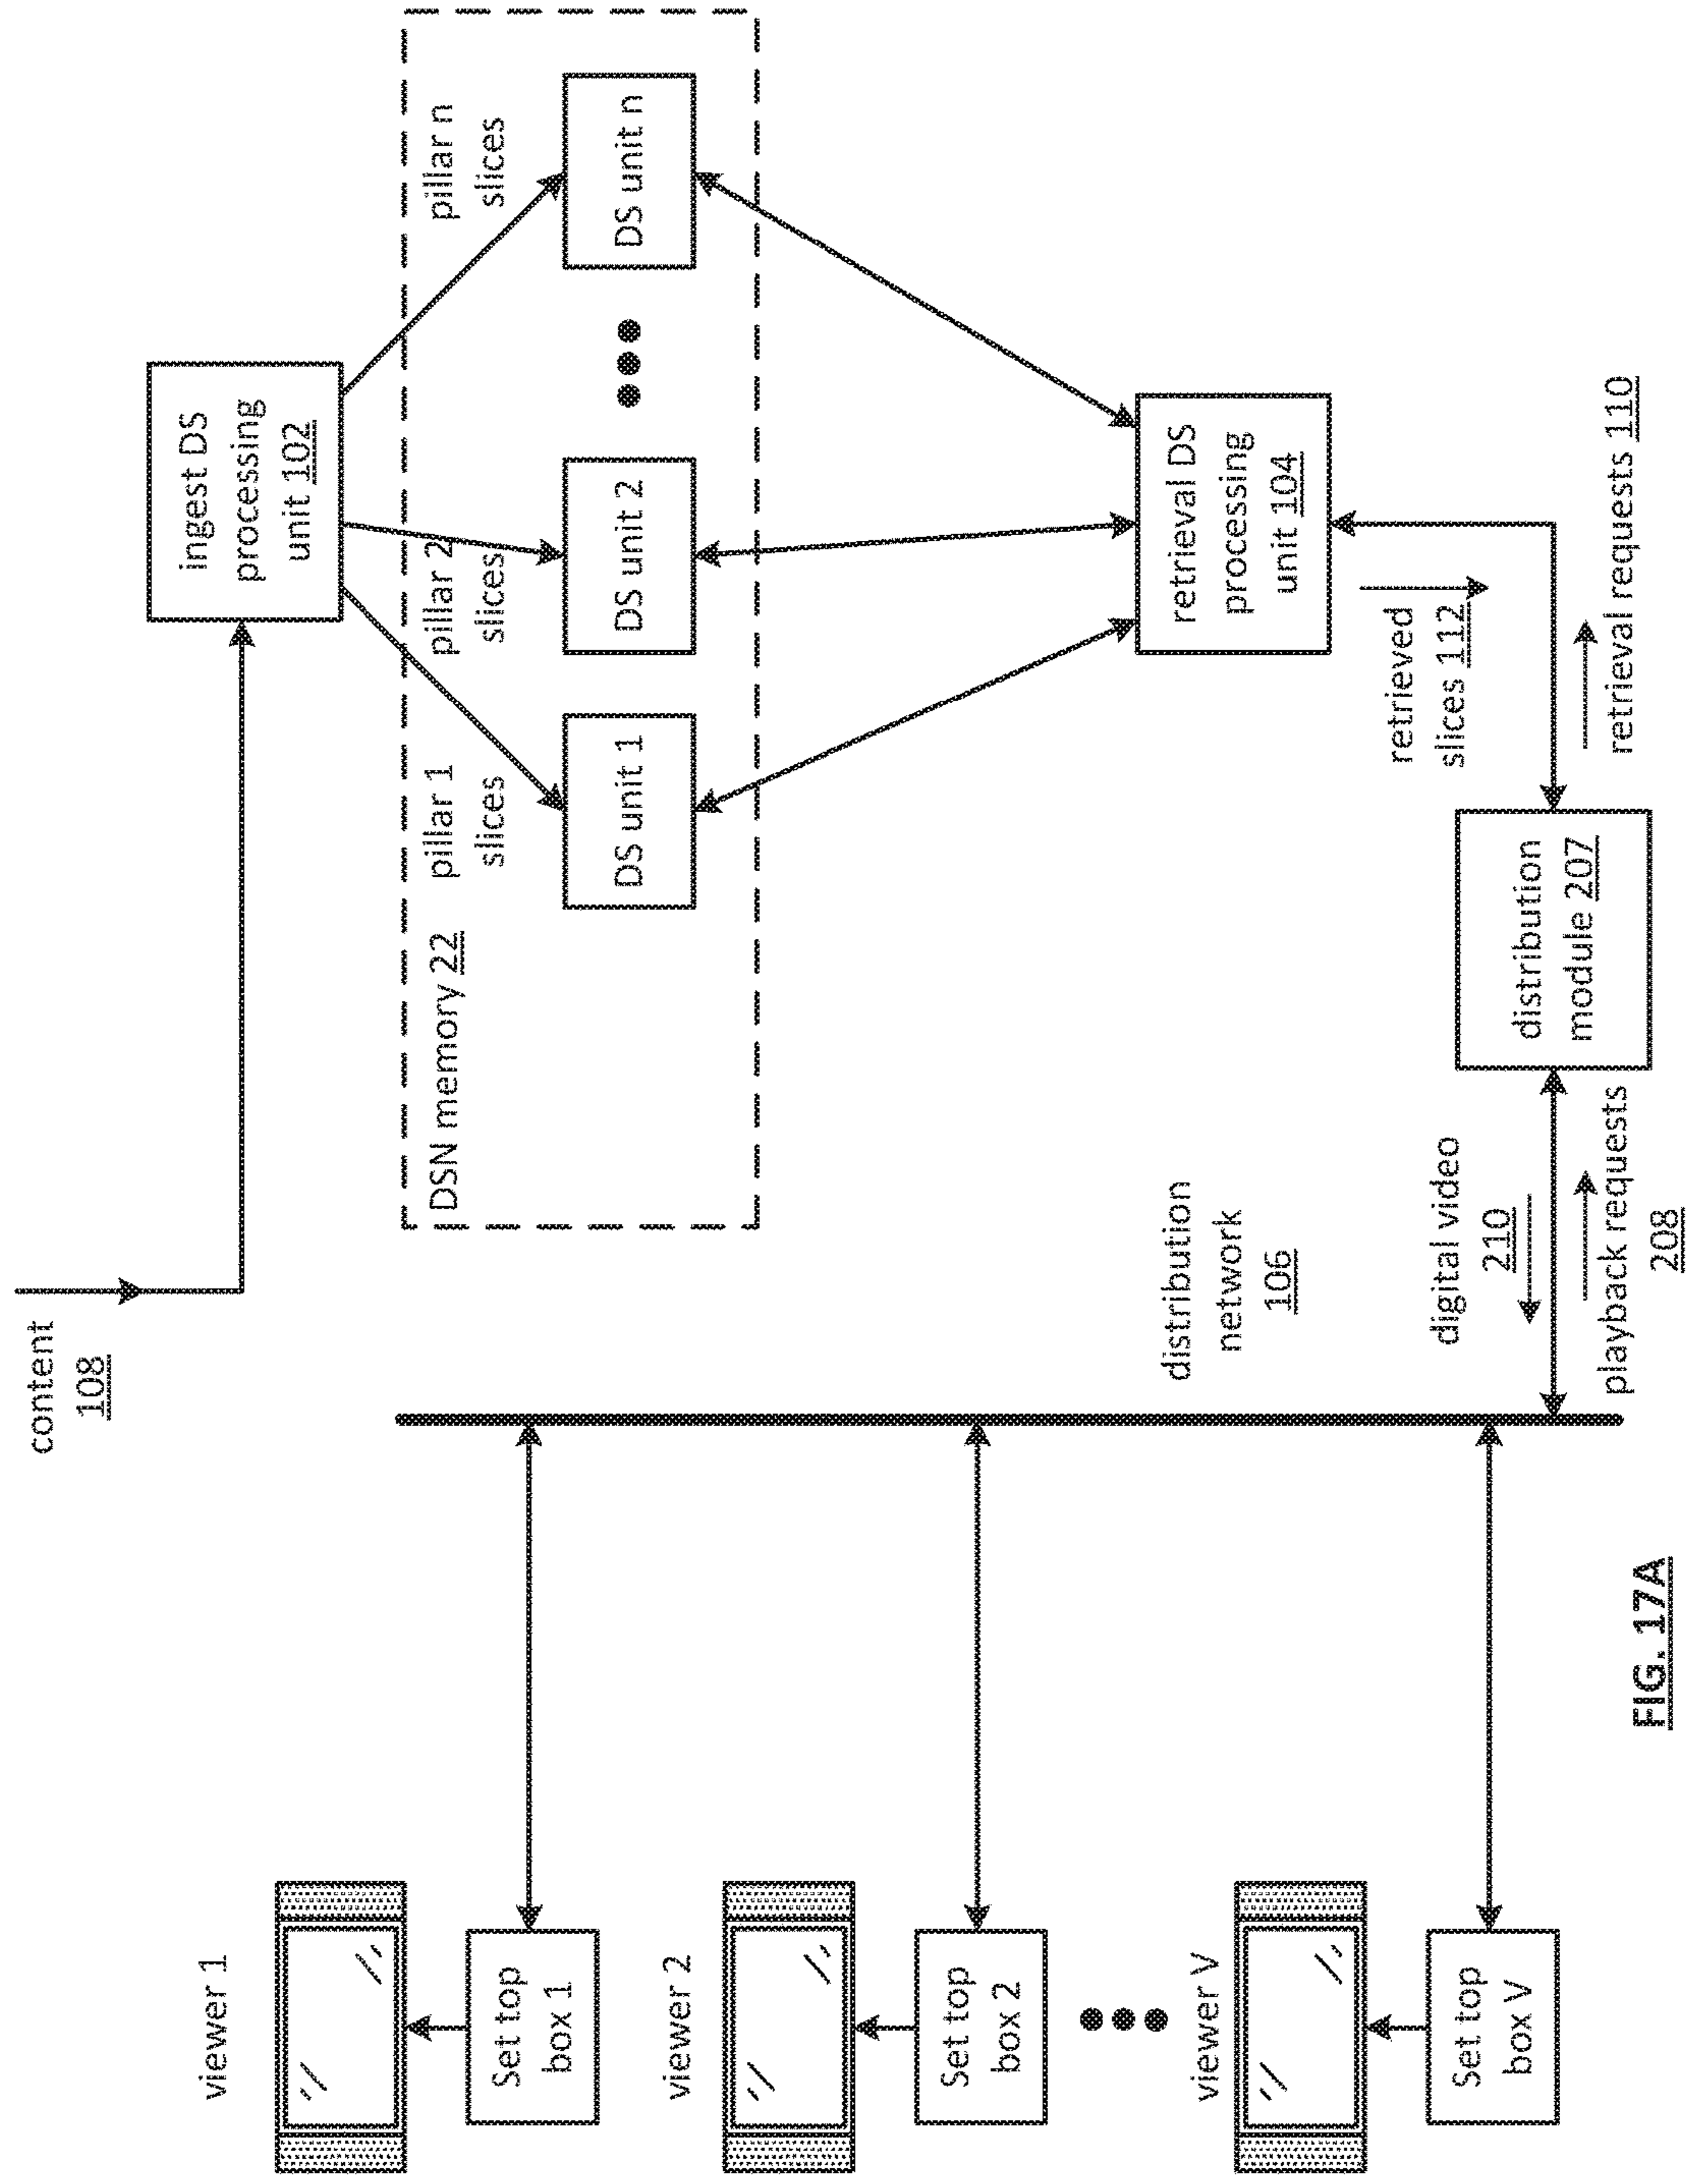 content
108
ingest DS
processing
unit 102
DSN memory 22
pillar 1
slices
pillar 2
slices
pillar n
slices
DS unit 1
DS unit 2
DS unit n
retrieval DS
processing
unit 104
retrieved
slices 112
retrieval requests 110
distribution
module 207
distribution
network
106
digital video
210
playback requests
208
viewer 1
Set top
box 1
viewer 2
Set top
box 2
viewer V
Set top
box V
FIG. 17A